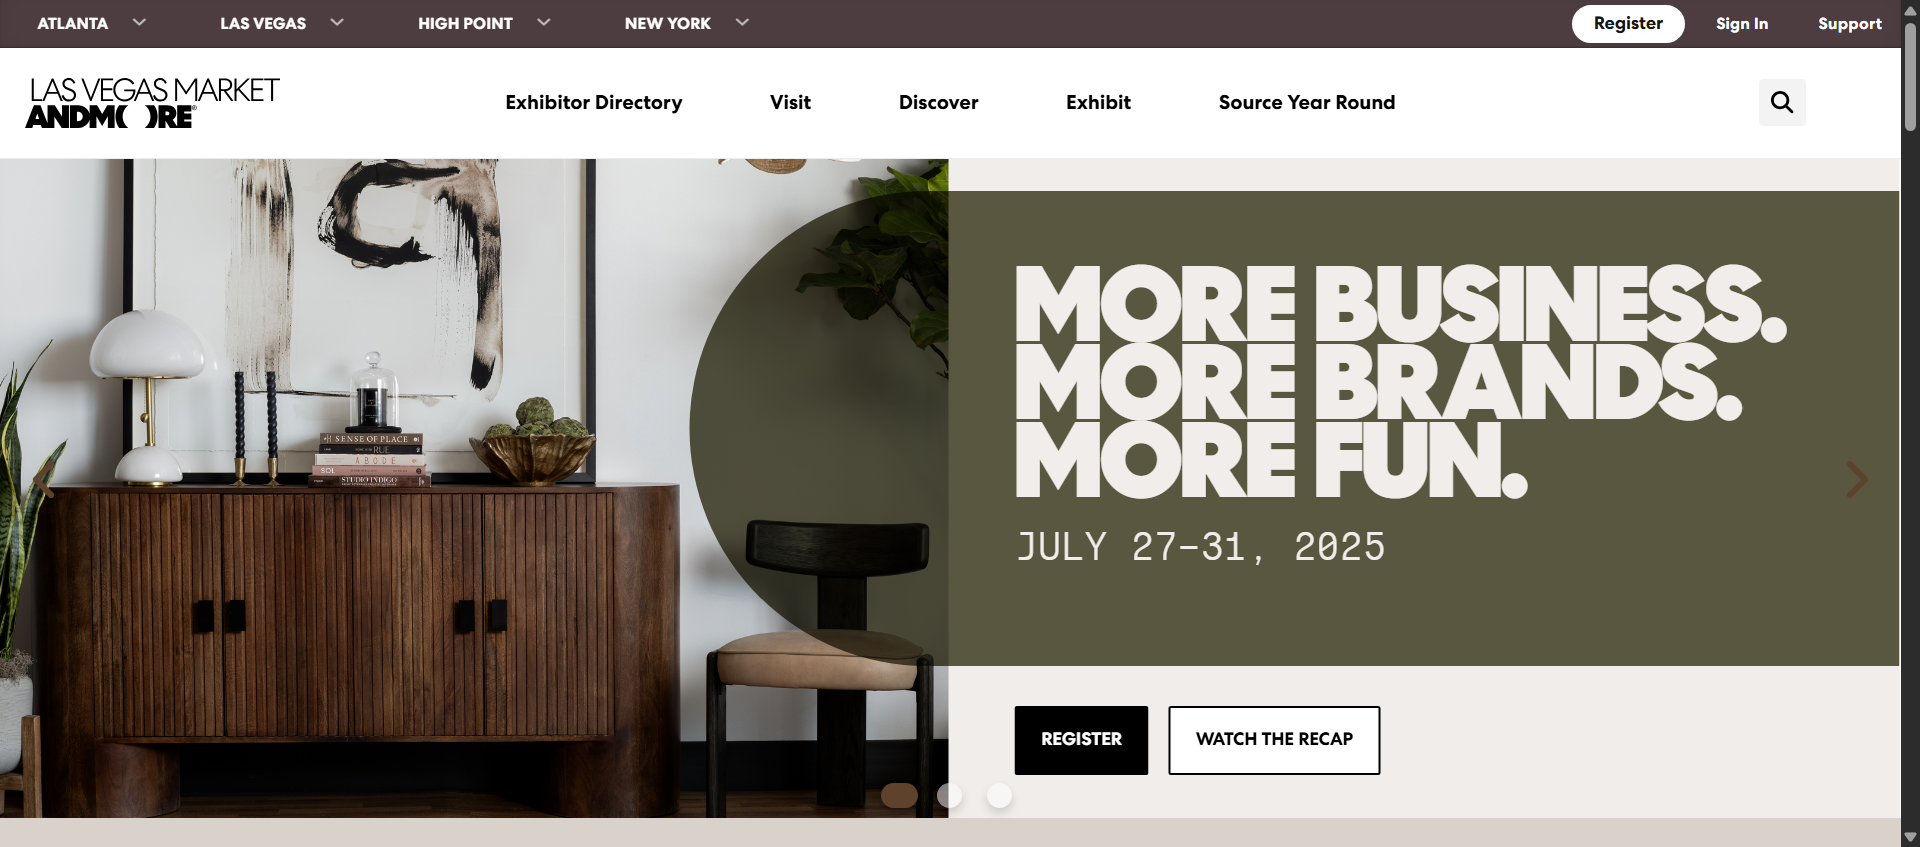 ATLANTA
LAS VEGAS
HIGH POINT
NEW YORK
Register
Sign In
Support
LAS VEGAS MARKET
ANDMORE®
Exhibitor Directory
Visit
Discover
Exhibit
Source Year Round
SENSE OF PLACE
RUE
ABODE
SOL
STUDIO INDIGO
MORE BUSINESS.
MORE BRANDS.
MORE FUN.
JULY 27-31, 2025
REGISTER
WATCH THE RECAP